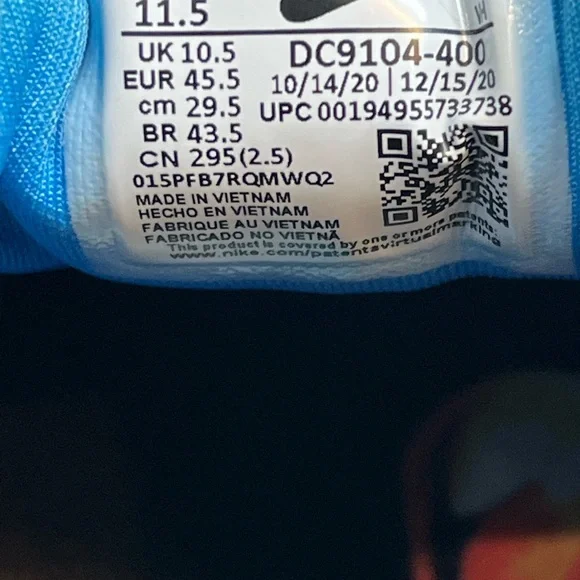 11.5
UK 10.5
EUR 45.5
cm 29.5
BR 43.5
CN 295(2.5)
DC9104-400
10/14/20 | 12/15/20
UPC 00194955733738
015PFB7RQMWQ2
MADE IN VIETNAM
HECHO EN VIETNAM
FABRIQUE AU VIETNAM
FABRICADO NO VIETNÃ
This product is covered by one or more patents.
www.nike.com/patentsvirtualmarking